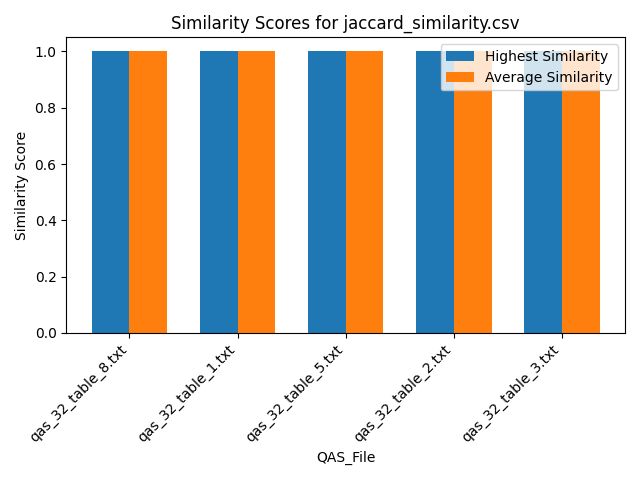 Similarity Scores for jaccard_similarity.csv
Highest Similarity
Average Similarity
Similarity Score
1.0
0.8
0.6
0.4
0.2
0.0
qas_32_table_8.txt
qas_32_table_1.txt
qas_32_table_5.txt
qas_32_table_2.txt
qas_32_table_3.txt
QAS_File